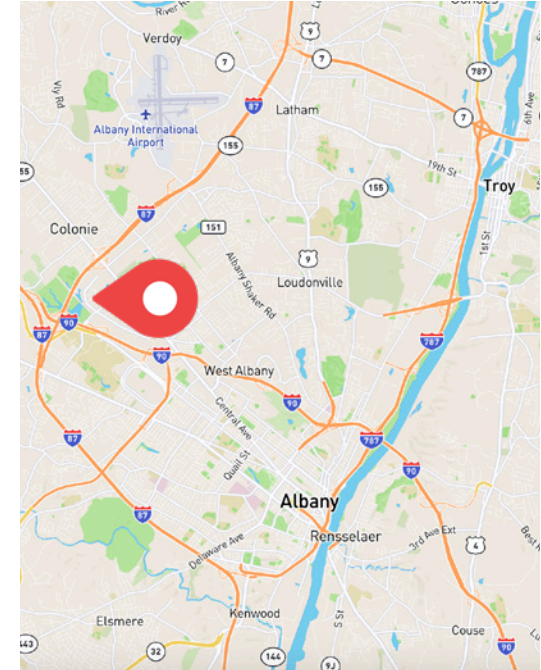 River R
9
787
Verdoy
7
7
787
Vly Rd
87
Latham
7
6th Ave
Albany International
Airport
155
19th St
155
Troy
55
87
Colonie
151
1st St
9
Albany Shaker Rd
Loudonville
87
90
787
90
West Albany
90
Central Ave
787
87
Quail St
90
Albany
87
Rensselaer
3rd Ave Ext
4
Delaware Ave
Elsmere
Kenwood
S St
Couse
443
32
144
9J
90